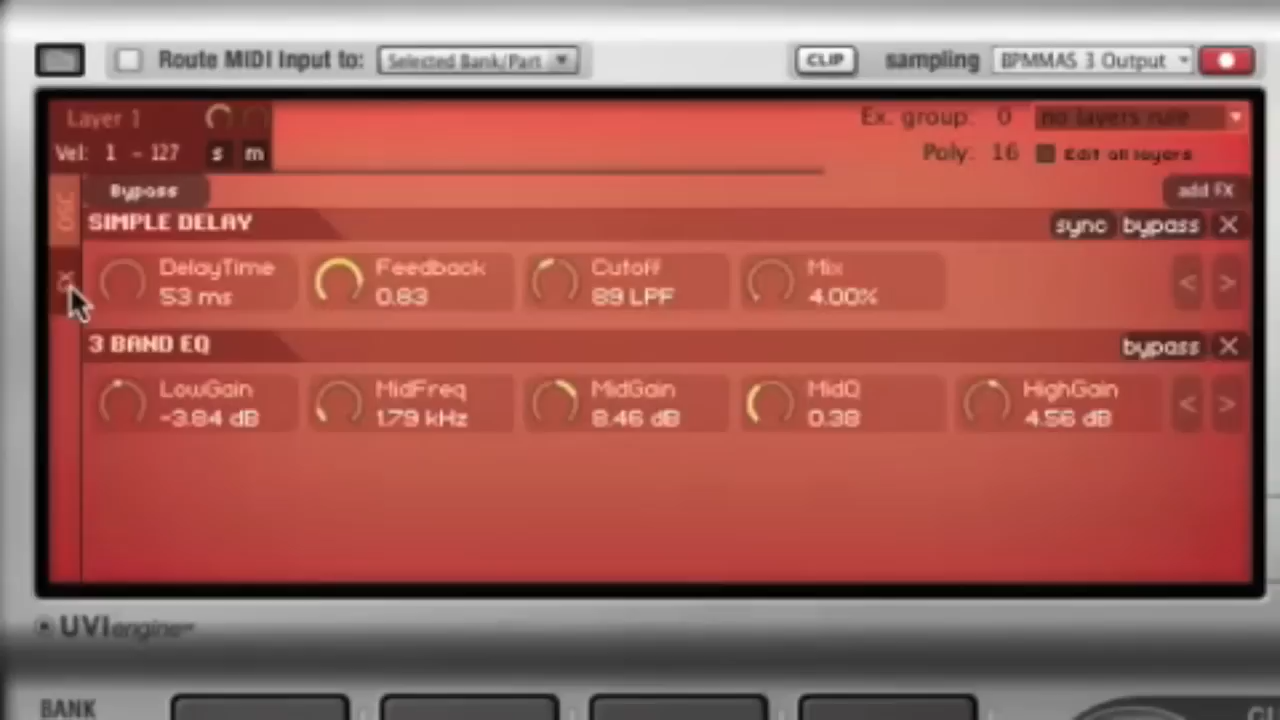 Route MIDI Input to: Selected Bank/Part CLIP sampling BPMMAS 3 Output
Layer 1 Ex. group: 0 no layers rule
Vel: 1 - 127 s m Poly: 16 Edit all layers
Bypass add FX
OSC
SIMPLE DELAY sync bypass X
DelayTime Feedback Cutoff Mix
53 ms 0.83 89 LPF 4.00% < >
3 BAND EQ bypass X
LowGain MidFreq MidGain MidQ HighGain
-3.84 dB 1.79 kHz 8.46 dB 0.38 4.56 dB < >
UVI engine
BANK